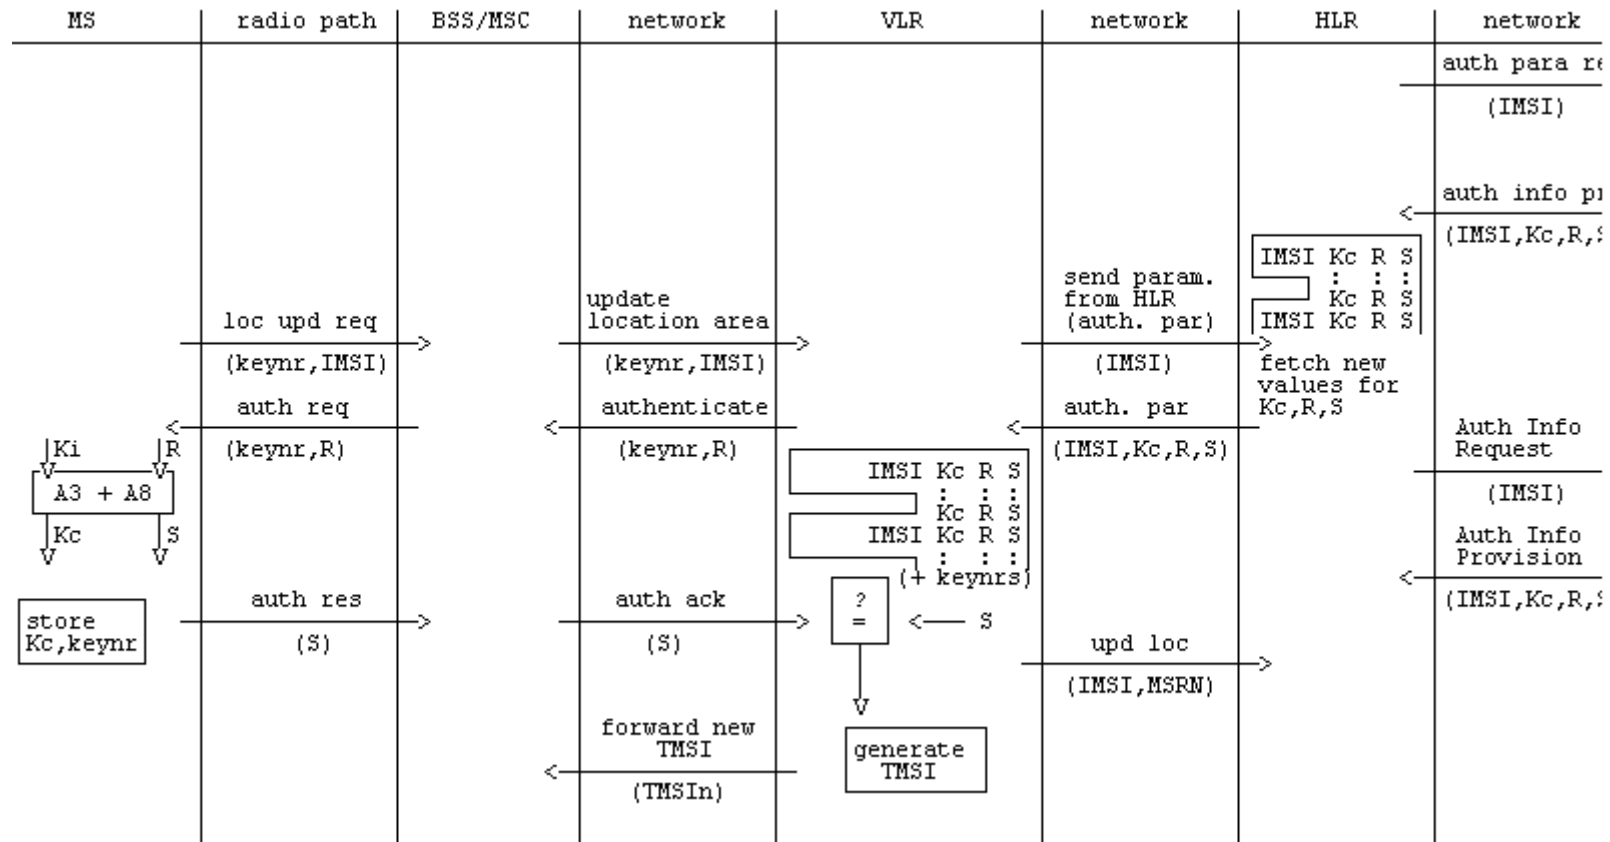 MS radio path BSS/MSC network VLR network HLR network
auth para
(IMSI)
auth info
(IMSI,Kc,R,
IMSI Kc R S
: : :
Kc R S
IMSI Kc R S
send param.
from HLR
(auth. par)
(IMSI)
update
location area
(keynr,IMSI)
loc upd req
(keynr,IMSI)
fetch new
values for
Kc,R,S
auth req
(keynr,R)
authenticate
(keynr,R)
auth. par
(IMSI,Kc,R,S)
Auth Info
Request
(IMSI)
Ki R
A3 + A8
Kc S
IMSI Kc R S
: : :
Kc R S
IMSI Kc R S
: : :
(+ keynrs)
Auth Info
Provision
(IMSI,Kc,R,
store
Kc,keynr
auth res
(S)
auth ack
(S)
?
=
S
upd loc
(IMSI,MSRN)
forward new
TMSI
(TMSIn)
generate
TMSI